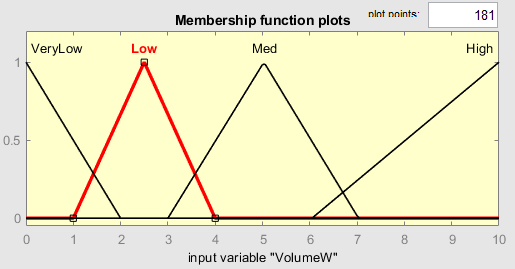 Membership function plots
plot points:
181
VeryLow
Low
Med
High
1
0.5
0
0 1 2 3 4 5 6 7 8 9 10
input variable "VolumeW"